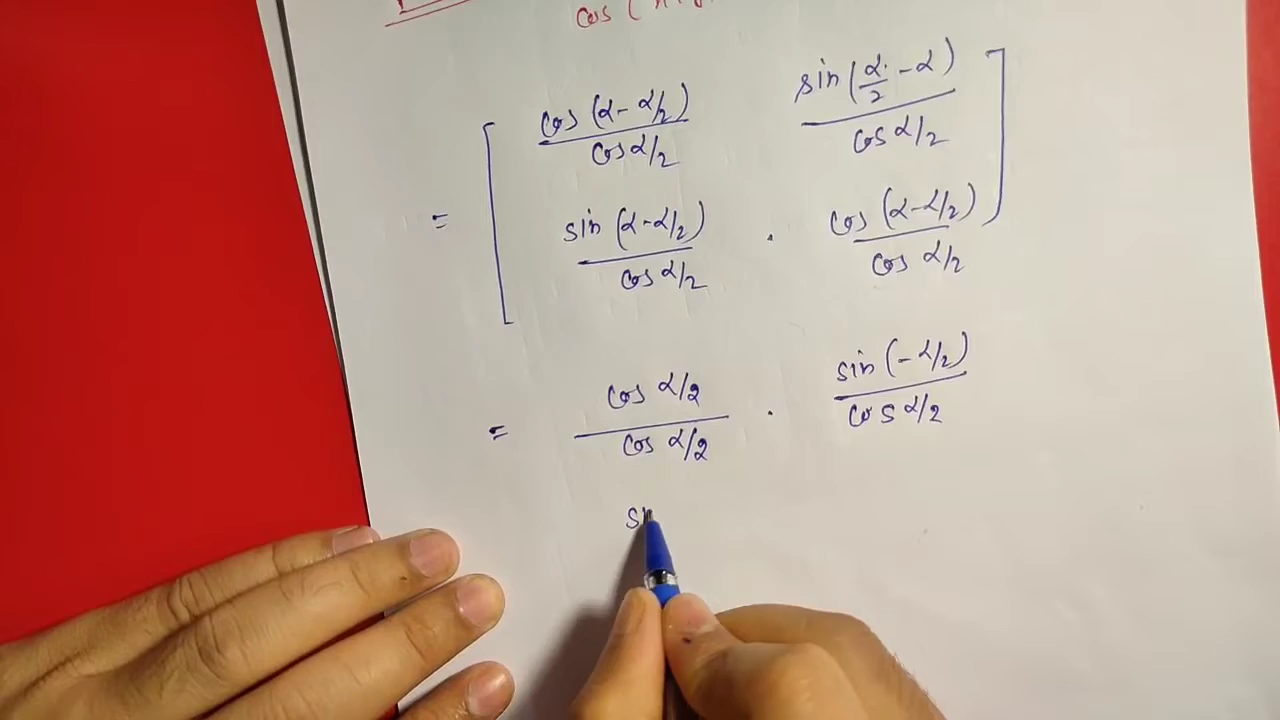 cos (
cos (α - α/2) / cos α/2    sin (α/2 - α) / cos α/2
=
sin (α - α/2) / cos α/2 . cos (α - α/2) / cos α/2
= cos α/2 / cos α/2 . sin (- α/2) / cos α/2